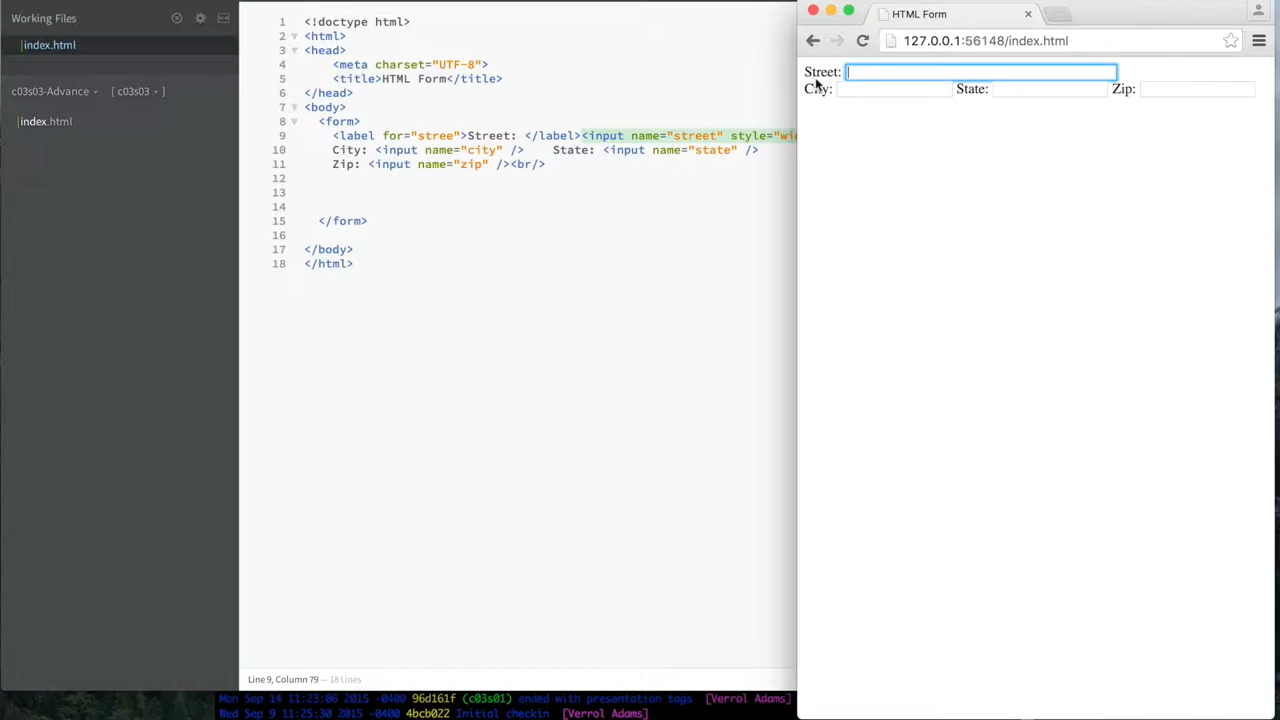 Working Files
index.html
c03s03-Advance [ c03s03 ]
index.html
1 <!doctype html>
2 <html>
3 <head>
4 <meta charset="UTF-8">
5 <title>HTML Form</title>
6 </head>
7 <body>
8 <form>
9 <label for="stree">Street: </label><input name="street" style="wi
10 City: <input name="city" /> State: <input name="state" />
11 Zip: <input name="zip" /><br/>
12
13
14
15 </form>
16
17 </body>
18 </html>
Line 9, Column 79 — 18 Lines
Mon Sep 14 11:23:06 2015 -0400 96d161f (c03s01) ended with presentation tags [Verrol Adams]
Wed Sep 9 11:25:30 2015 -0400 4bcb022 Initial checkin [Verrol Adams]
HTML Form
127.0.0.1:56148/index.html
Street:
City: State: Zip: